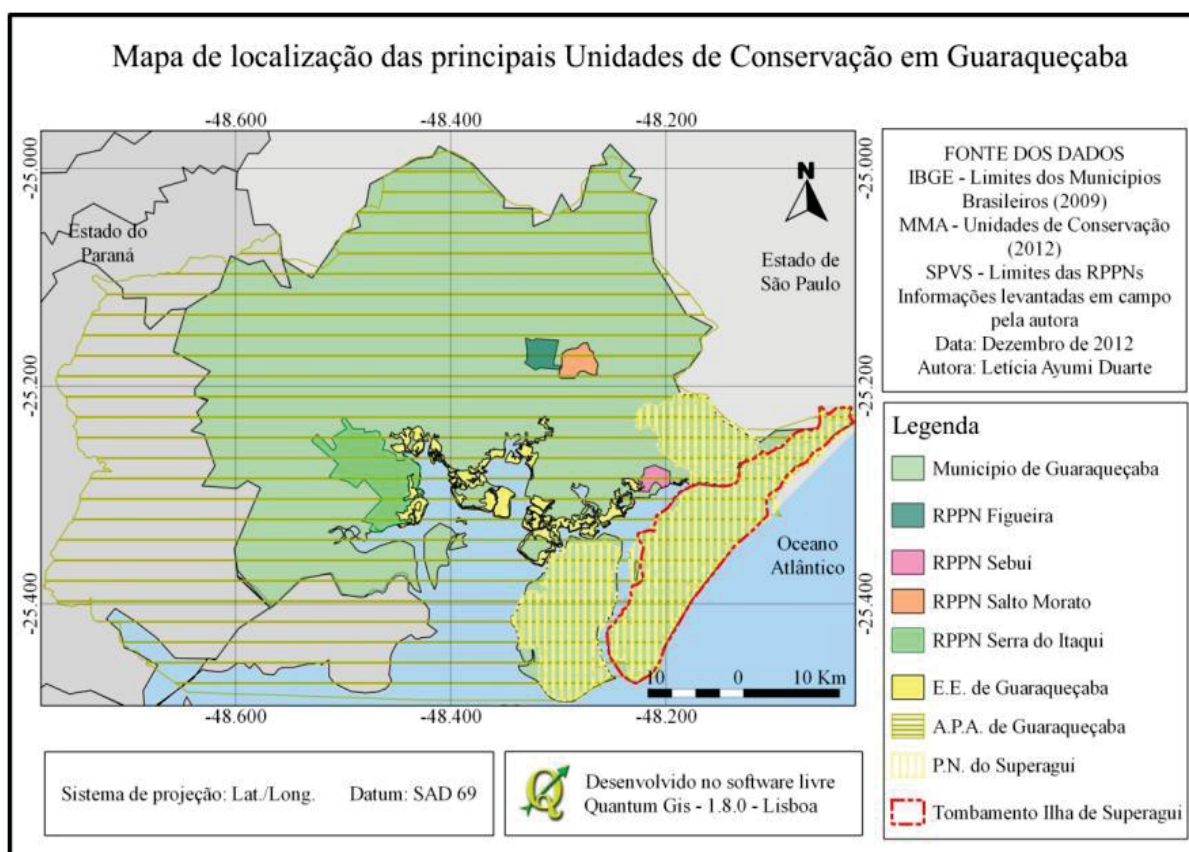 Mapa de localização das principais Unidades de Conservação em Guaraqueçaba
-48.600
-48.400
-48.200
-25.000
-25.000
N
Estado do
Paraná
Estado de
São Paulo
-25.200
-25.200
Oceano
Atlântico
-25.400
-25.400
10 0 10 Km
-48.600
-48.400
-48.200
FONTE DOS DADOS
IBGE - Limites dos Municípios
Brasileiros (2009)
MMA - Unidades de Conservação
(2012)
SPVS - Limites das RPPNs
Informações levantadas em campo
pela autora
Data: Dezembro de 2012
Autora: Letícia Ayumi Duarte
Legenda
Município de Guaraqueçaba
RPPN Figueira
RPPN Sebuí
RPPN Salto Morato
RPPN Serra do Itaqui
E.E. de Guaraqueçaba
A.P.A. de Guaraqueçaba
P.N. do Superagui
Tombamento Ilha de Superagui
Sistema de projeção: Lat./Long. Datum: SAD 69
Desenvolvido no software livre
Quantum Gis - 1.8.0 - Lisboa